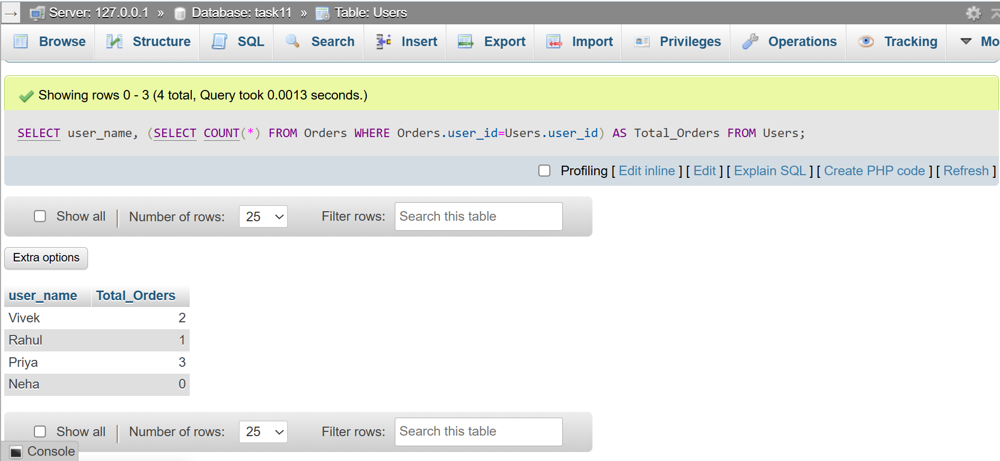 → Server: 127.0.0.1 » Database: task11 » Table: Users
Browse Structure SQL Search Insert Export Import Privileges Operations Tracking Mo
Showing rows 0 - 3 (4 total, Query took 0.0013 seconds.)
SELECT user_name, (SELECT COUNT(*) FROM Orders WHERE Orders.user_id=Users.user_id) AS Total_Orders FROM Users;
Profiling [ Edit inline ] [ Edit ] [ Explain SQL ] [ Create PHP code ] [ Refresh ]
Show all | Number of rows: 25 Filter rows: Search this table
Extra options
user_name Total_Orders
Vivek 2
Rahul 1
Priya 3
Neha 0
Show all | Number of rows: 25 Filter rows: Search this table
Console